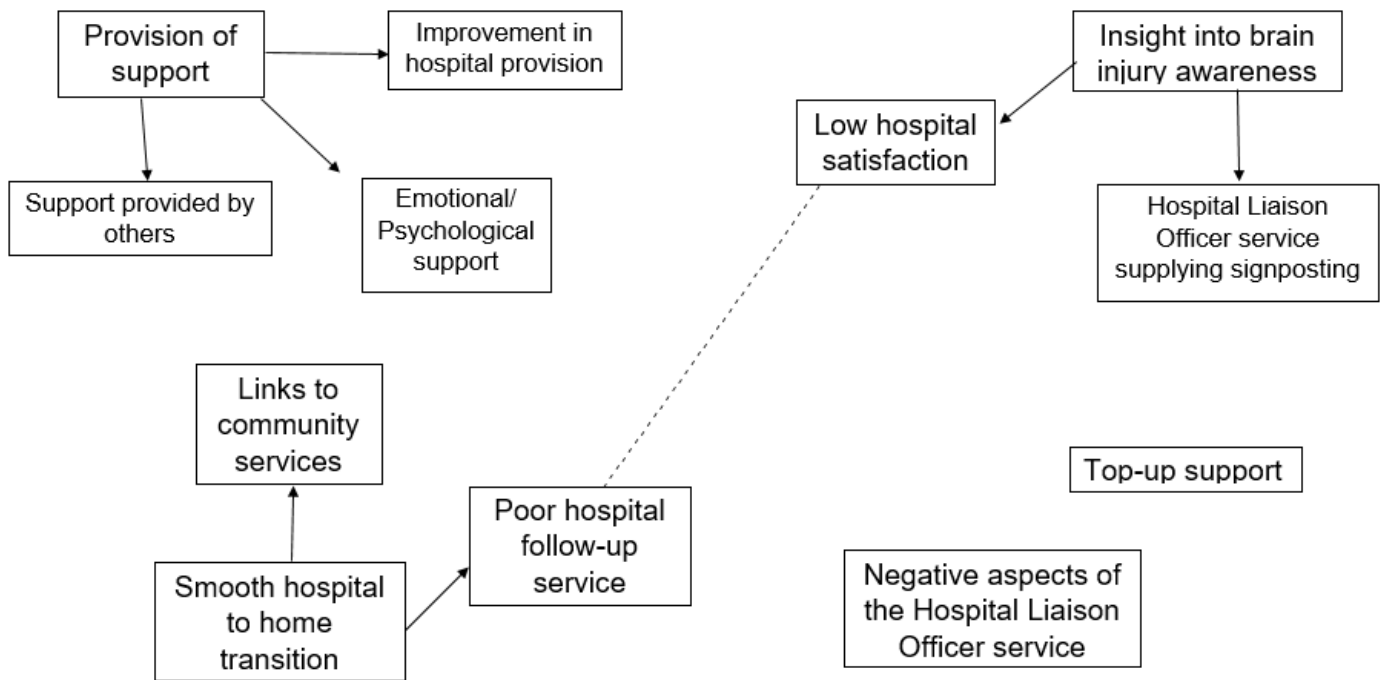 Provision of
support
Improvement in
hospital provision
Insight into brain
injury awareness
Low hospital
satisfaction
Support provided by
others
Emotional/
Psychological
support
Hospital Liaison
Officer service
supplying signposting
Links to
community
services
Top-up support
Poor hospital
follow-up
service
Smooth hospital
to home
transition
Negative aspects of
the Hospital Liaison
Officer service